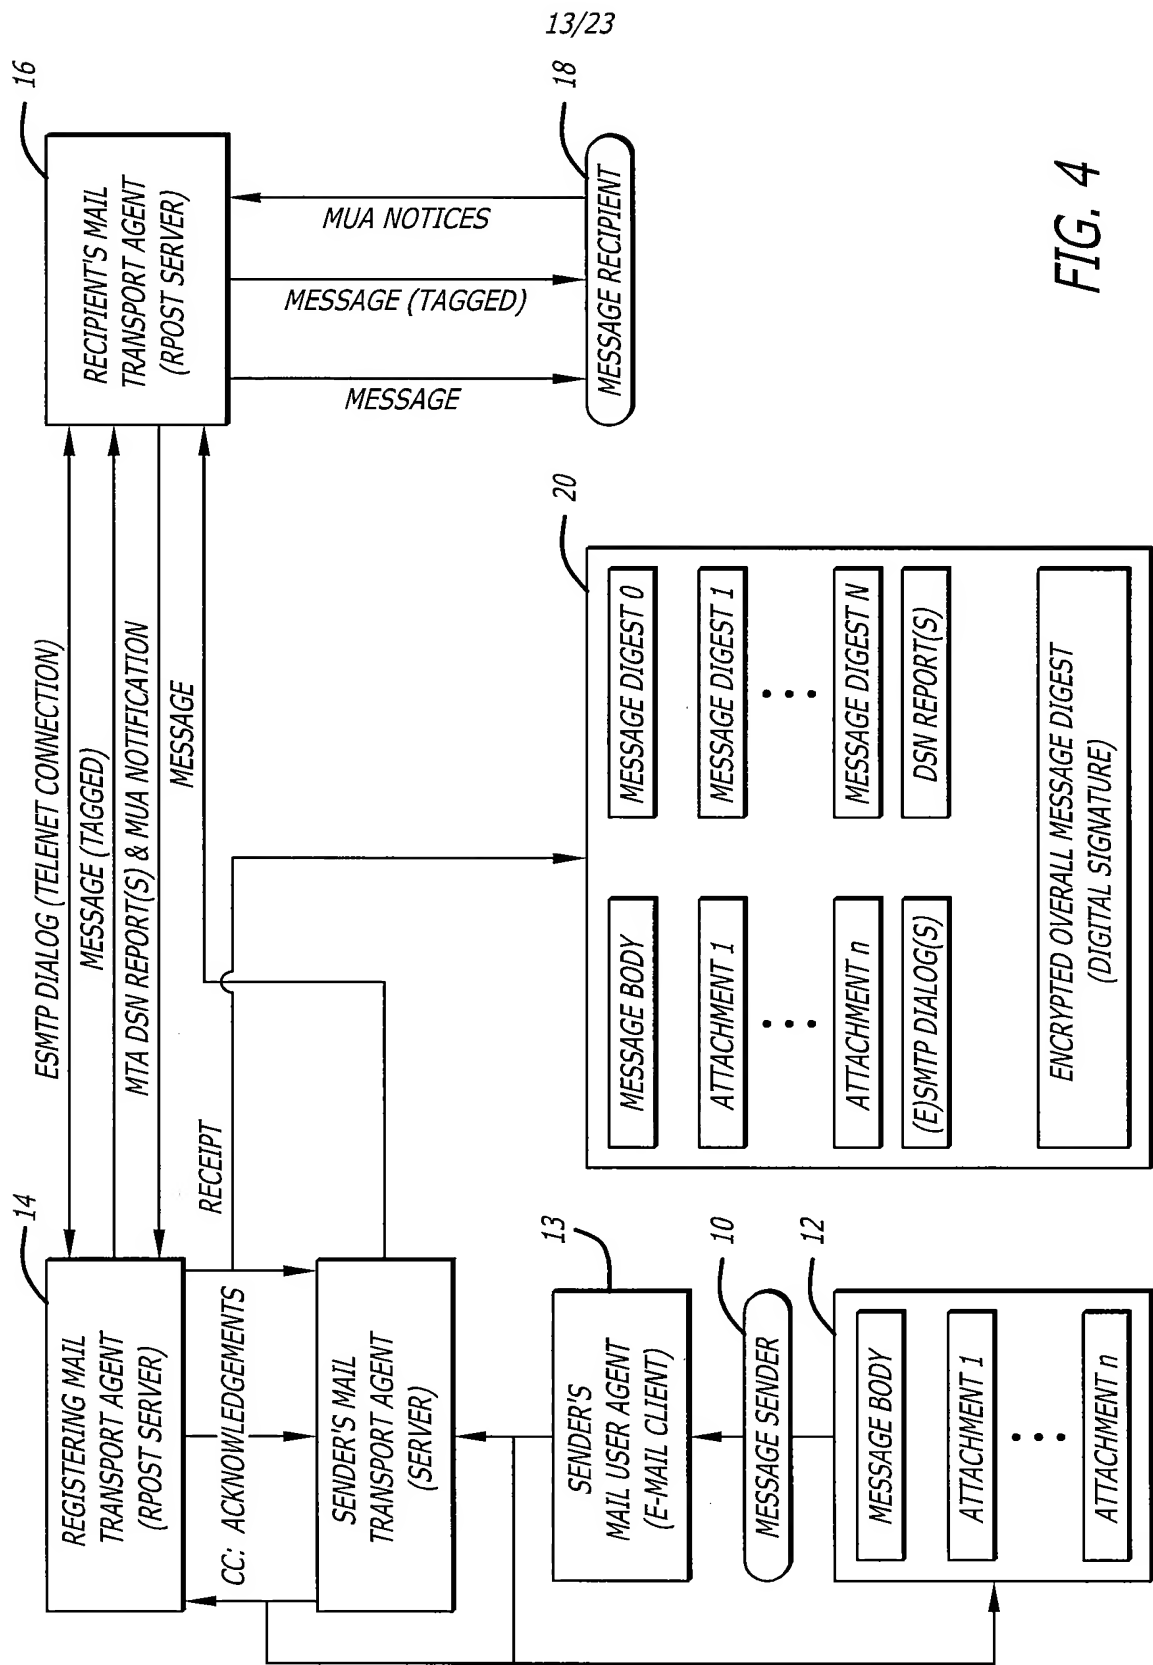 13/23
14
REGISTERING MAIL
TRANSPORT AGENT
(RPOST SERVER)
ESMTP DIALOG (TELENET CONNECTION)
MESSAGE (TAGGED)
MTA DSN REPORT(S) & MUA NOTIFICATION
MESSAGE
16
RECIPIENT'S MAIL
TRANSPORT AGENT
(RPOST SERVER)
CC:
ACKNOWLEDGEMENTS
RECEIPT
SENDER'S MAIL
TRANSPORT AGENT
(SERVER)
MESSAGE
MESSAGE (TAGGED)
MUA NOTICES
13
SENDER'S
MAIL USER AGENT
(E-MAIL CLIENT)
10
MESSAGE SENDER
12
MESSAGE BODY
ATTACHMENT 1
• • •
ATTACHMENT n
20
MESSAGE BODY
MESSAGE DIGEST 0
ATTACHMENT 1
MESSAGE DIGEST 1
• • •
• • •
ATTACHMENT n
MESSAGE DIGEST N
(E)SMTP DIALOG(S)
DSN REPORT(S)
ENCRYPTED OVERALL MESSAGE DIGEST
(DIGITAL SIGNATURE)
18
MESSAGE RECIPIENT
FIG. 4